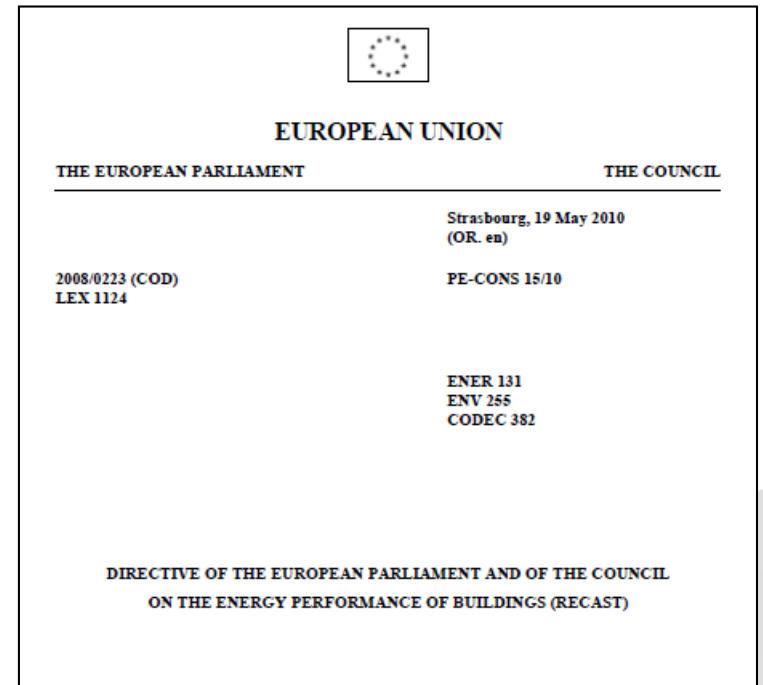 EUROPEAN UNION
THE EUROPEAN PARLIAMENT THE COUNCIL
Strasbourg, 19 May 2010
(OR. en)
2008/0223 (COD) PE-CONS 15/10
LEX 1124
ENER 131
ENV 255
CODEC 382
DIRECTIVE OF THE EUROPEAN PARLIAMENT AND OF THE COUNCIL
ON THE ENERGY PERFORMANCE OF BUILDINGS (RECAST)